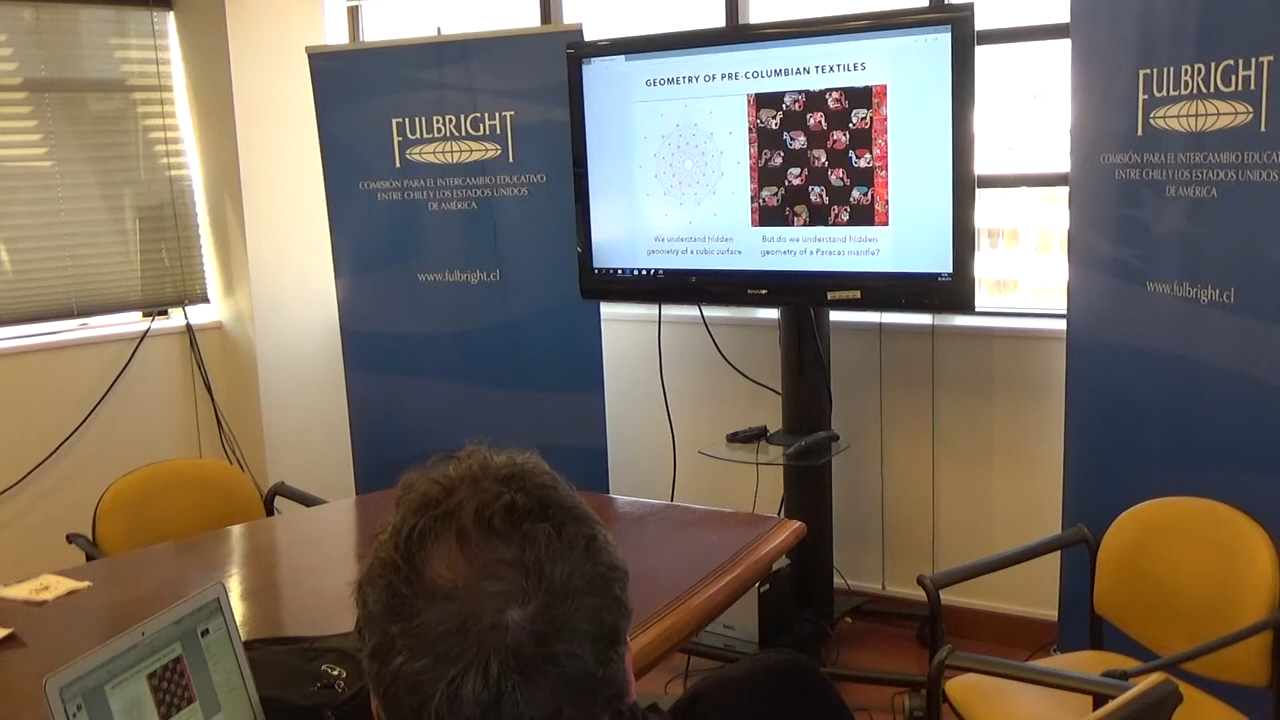 FULBRIGHT
COMISIÓN PARA EL INTERCAMBIO EDUCATIVO
ENTRE CHILE Y LOS ESTADOS UNIDOS
DE AMÉRICA
www.fulbright.cl
GEOMETRY OF PRE-COLUMBIAN TEXTILES
We understand hidden
geometry of a cubic surface
But do we understand hidden
geometry of a Paracas mantle?
FULBRIGHT
COMISIÓN PARA EL INTERCAMBIO EDUCA
ENTRE CHILE Y LOS ESTADOS UNIDOS
DE AMÉRICA
www.fulbright.cl
DELL